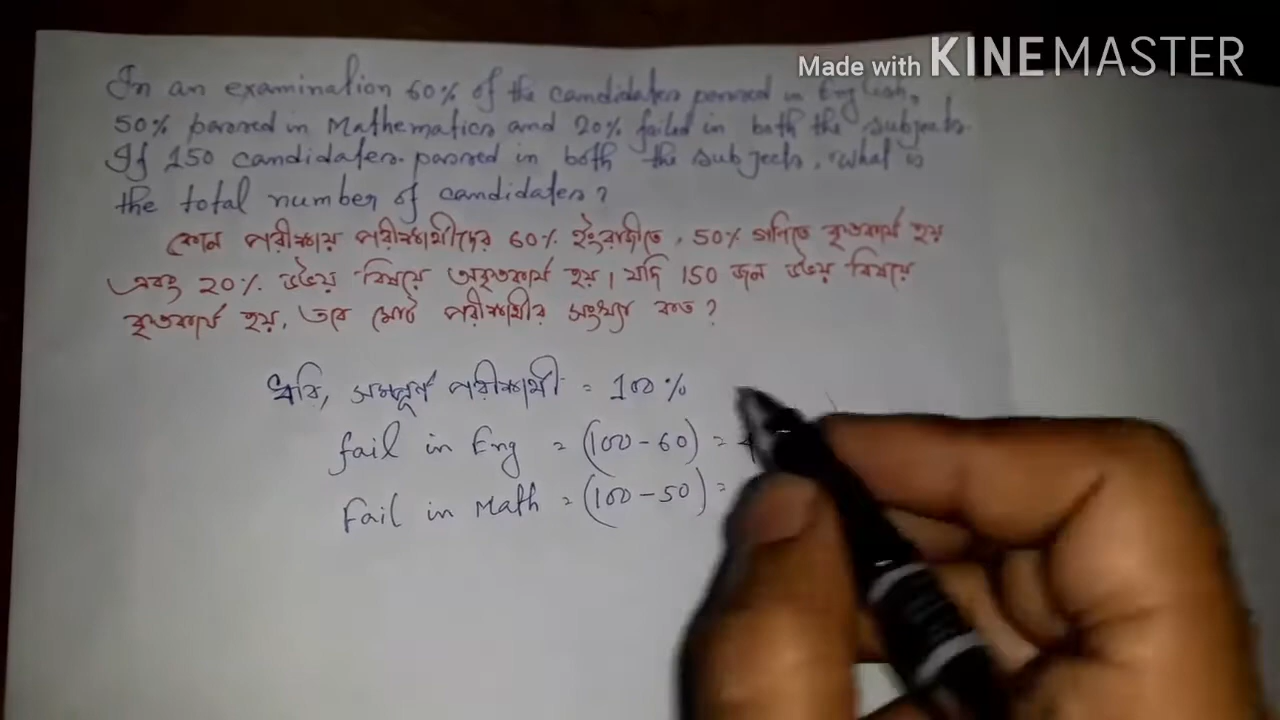 Made with KINEMASTER
In an examination 60% of the candidates passed in English,
50% passed in Mathematics and 20% failed in both the subjects.
If 150 candidates passed in both the subjects, what is
the total number of candidates?
কোন পরীক্ষায় পরীক্ষার্থীদের 60% ইংরাজীতে, 50% গনিতে কৃতকার্য হয়
এবং 20% উভয় বিষয়ে অকৃতকার্য হয়। যদি 150 জন উভয় বিষয়ে
কৃতকার্য হয়, তবে মোট পরীক্ষার্থীর সংখ্যা কত?
ধরি, সম্পূর্ণ পরীক্ষার্থী = 100%
fail in Eng = (100-60) = 4
Fail in Math = (100-50) =